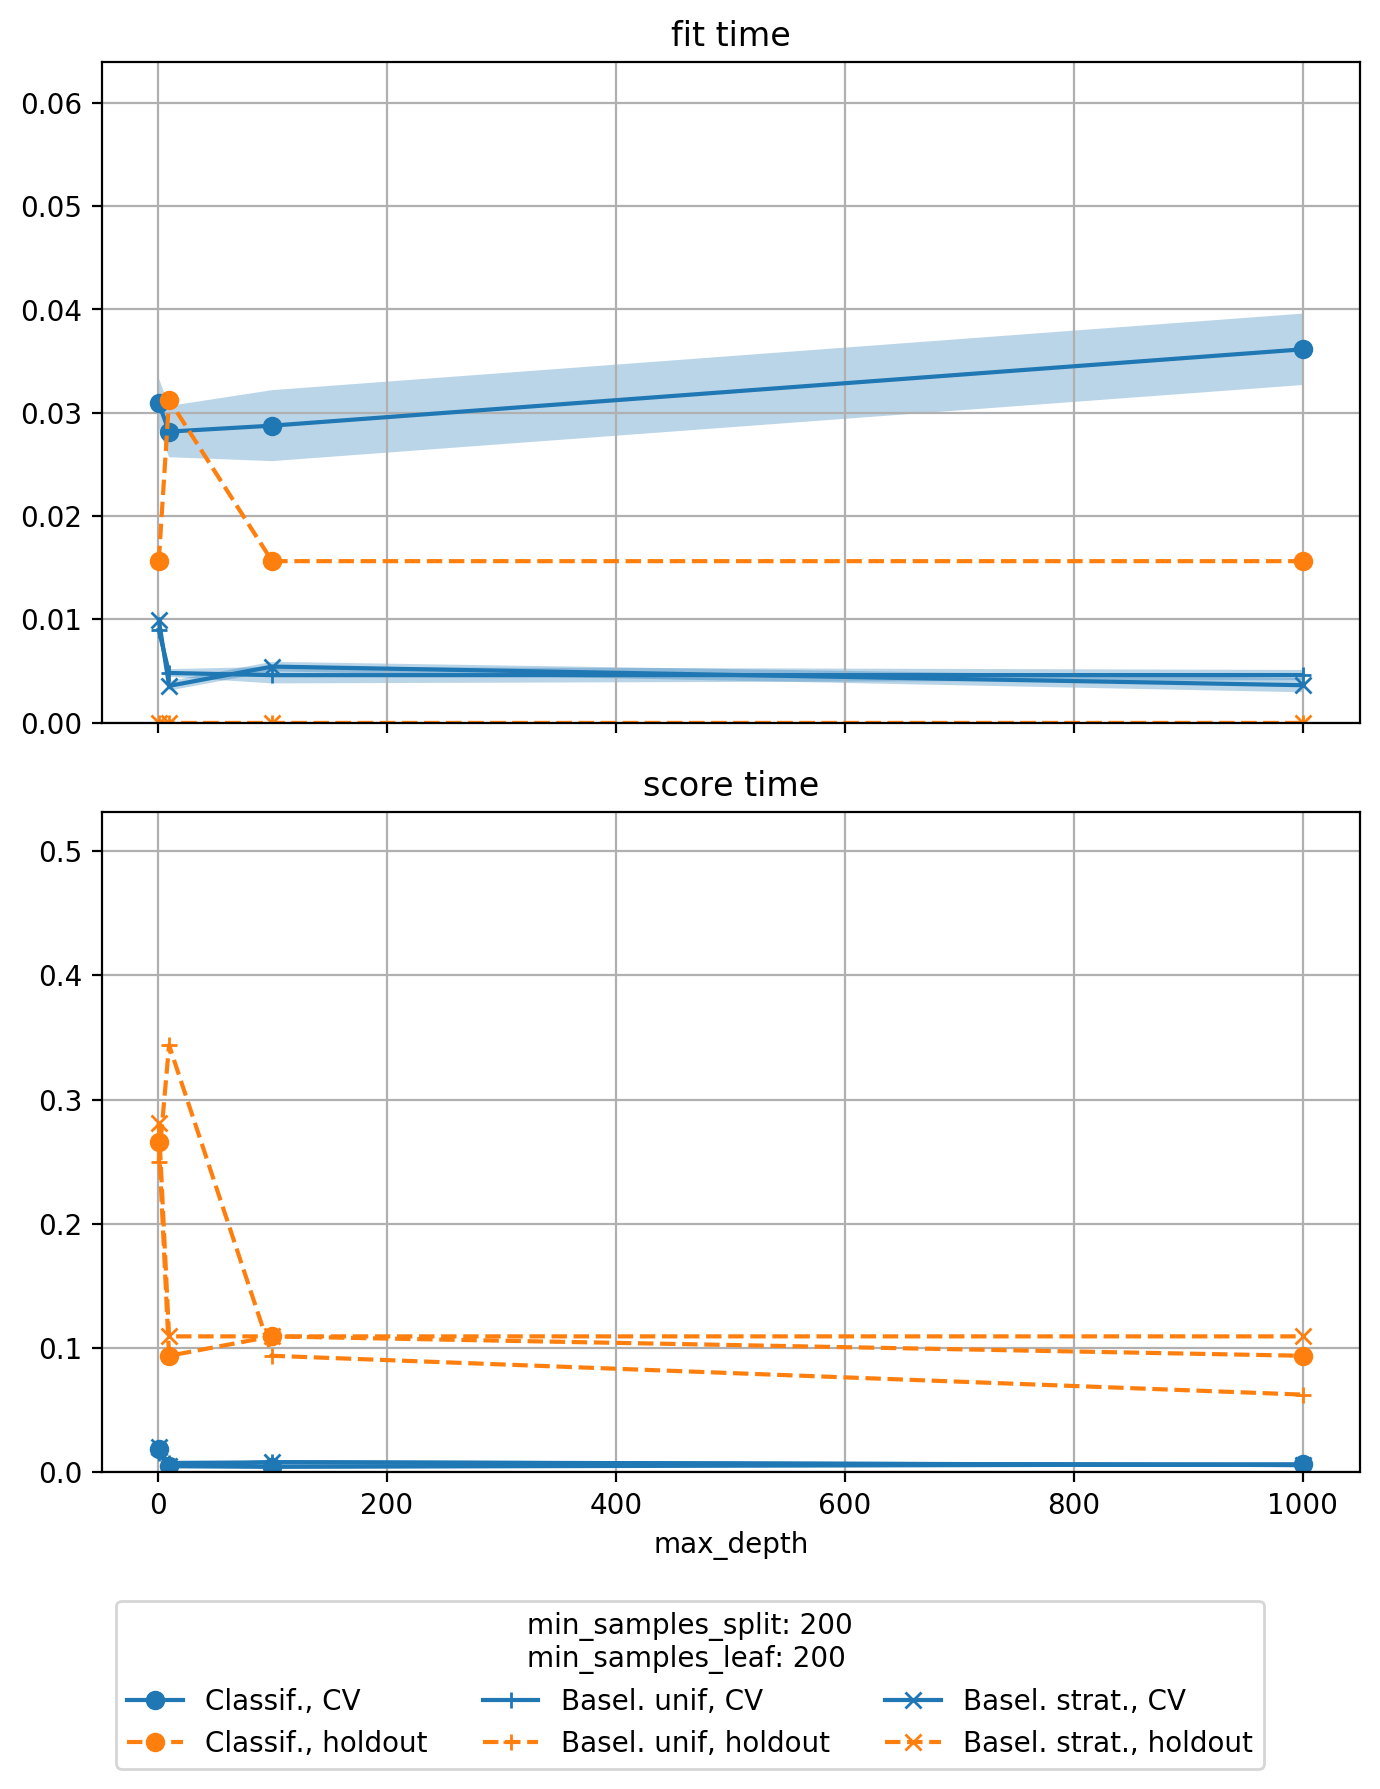 fit time
0.06
0.05
0.04
0.03
0.02
0.01
0.00
score time
0.5
0.4
0.3
0.2
0.1
0.0
0 200 400 600 800 1000
max_depth
min_samples_split: 200
min_samples_leaf: 200
Classif., CV Basel. unif, CV Basel. strat., CV
Classif., holdout Basel. unif, holdout Basel. strat., holdout